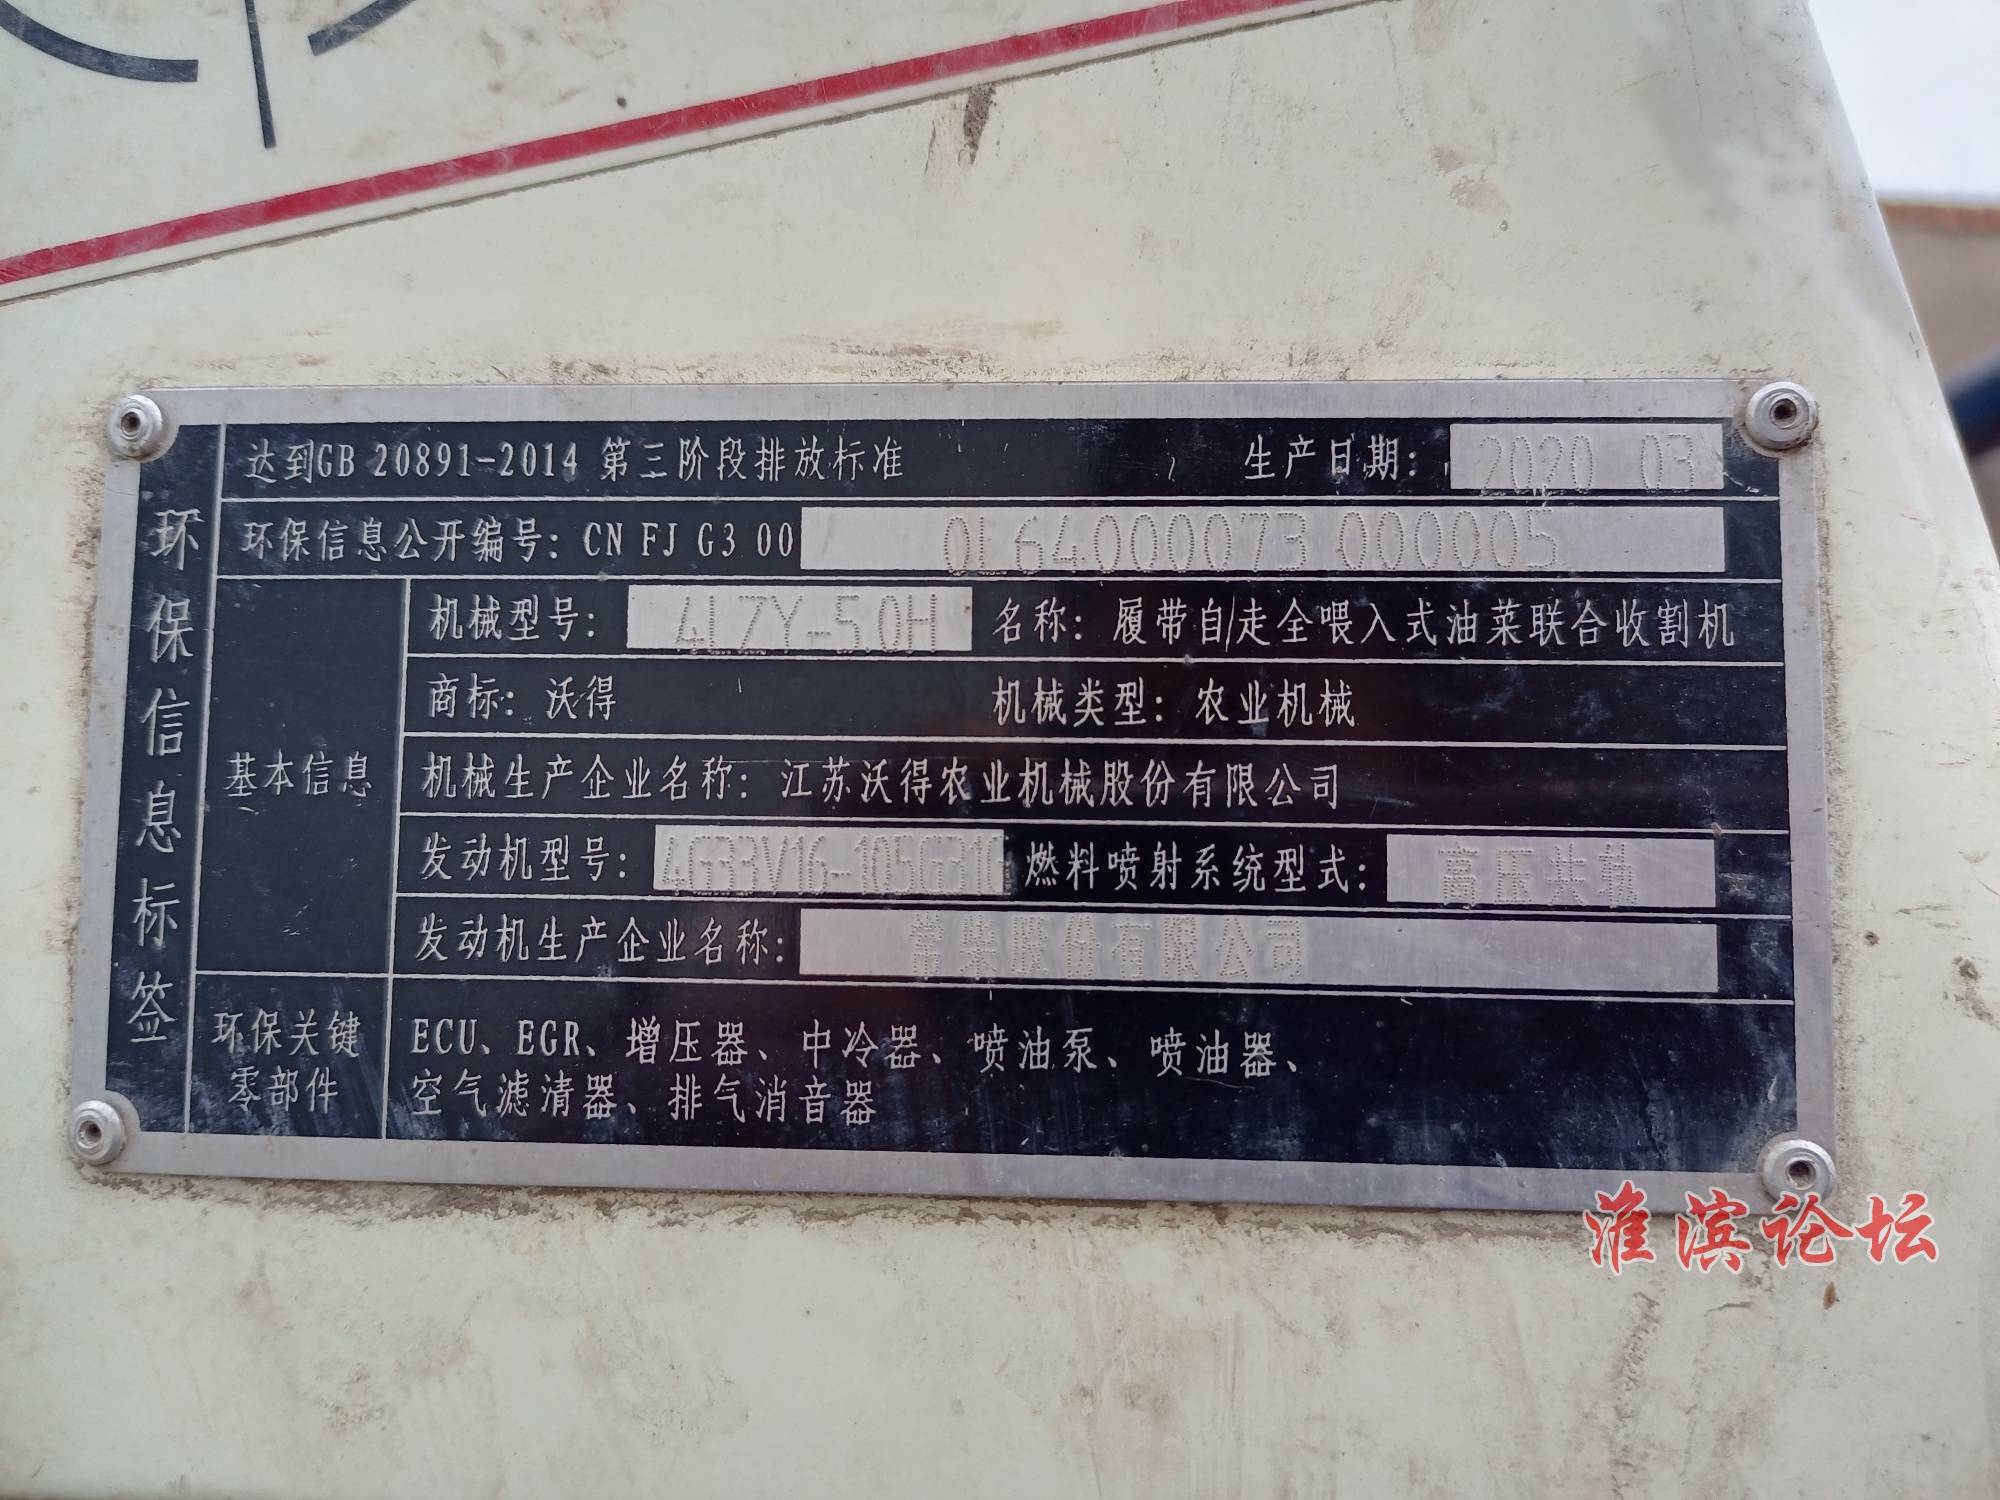 环保信息标签
达到GB 20891-2014 第三阶段排放标准 生产日期: 2020 03
环保信息公开编号: CN FJ G3 00 0L64000073 000005
基本信息
机械型号: 4LZY-5.0H 名称: 履带自走全喂入式油菜联合收割机
商标: 沃得 机械类型: 农业机械
机械生产企业名称: 江苏沃得农业机械股份有限公司
发动机型号: 燃料喷射系统型式: 高压共轨
发动机生产企业名称: 常柴股份有限公司
环保关键
零部件
ECU、EGR、增压器、中冷器、喷油泵、喷油器、
空气滤清器、排气消音器
淮滨论坛